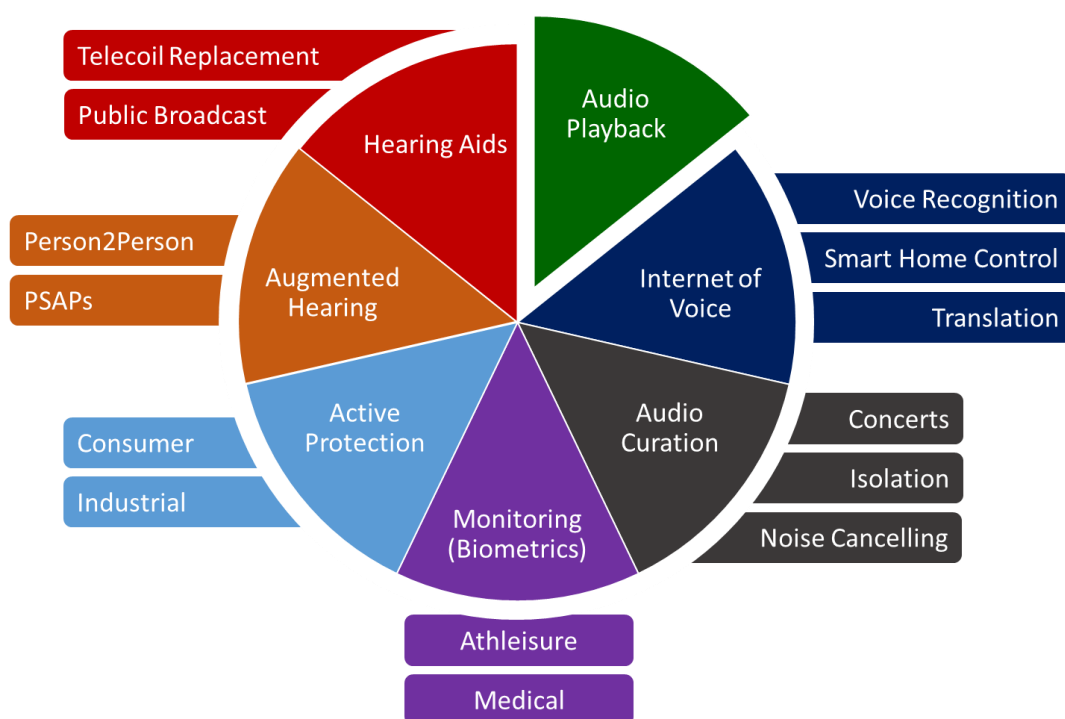 Telecoil Replacement
Public Broadcast
Hearing Aids
Audio
Playback
Voice Recognition
Smart Home Control
Translation
Internet of
Voice
Person2Person
PSAPs
Augmented
Hearing
Active
Protection
Consumer
Industrial
Audio
Curation
Concerts
Isolation
Noise Cancelling
Monitoring
(Biometrics)
Athleisure
Medical